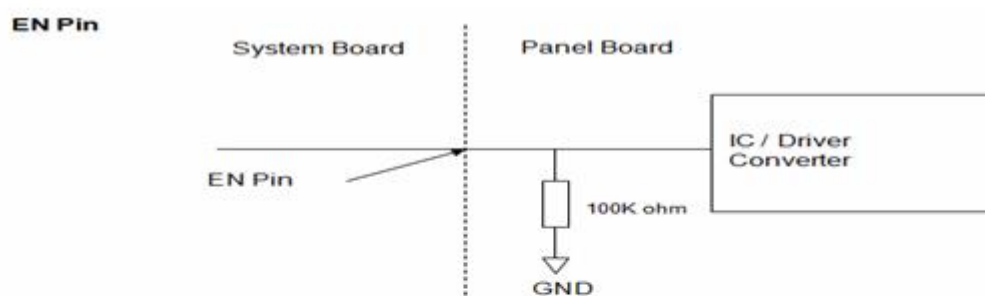 EN Pin
System Board
Panel Board
IC / Driver
Converter
EN Pin
100K ohm
GND